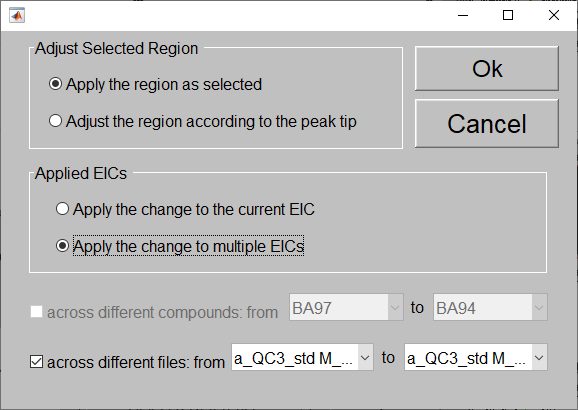 Adjust Selected Region
Apply the region as selected
Adjust the region according to the peak tip
Ok
Cancel
Applied EICs
Apply the change to the current EIC
Apply the change to multiple EICs
across different compounds: from BA97 to BA94
across different files: from a_QC3_std M_... to a_QC3_std M_...